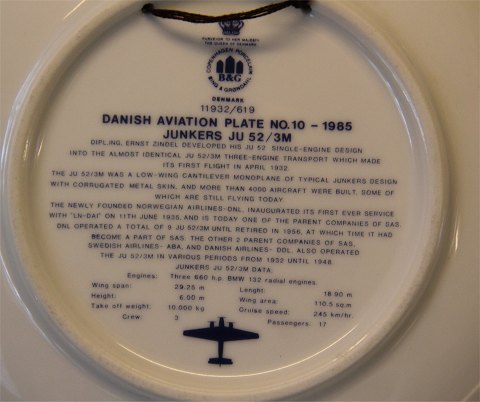 PURVEYOR TO HER MAJESTY
THE QUEEN OF DENMARK
COPENHAGEN PORCELAIN
B&G
BING & GRØNDAHL
DENMARK
11932/619
DANISH AVIATION PLATE NO.10 - 1985
JUNKERS JU 52/3M
DIPL.ING. ERNST ZINDEL DEVELOPED HIS JU 52 SINGLE-ENGINE DESIGN
INTO THE ALMOST IDENTICAL JU 52/3M THREE-ENGINE TRANSPORT WHICH MADE
ITS FIRST FLIGHT IN APRIL 1932.
THE JU 52/3M WAS A LOW-WING CANTILEVER MONOPLANE OF TYPICAL JUNKERS DESIGN
WITH CORRUGATED METAL SKIN, AND MORE THAN 4000 AIRCRAFT WERE BUILT, SOME OF
WHICH ARE STILL FLYING TODAY.
THE NEWLY FOUNDED NORWEGIAN AIRLINES-DNL, INAUGURATED ITS FIRST EVER SERVICE
WITH "LN-DAI" ON 11TH JUNE 1935, AND IS TODAY ONE OF THE PARENT COMPANIES OF SAS.
DNL OPERATED A TOTAL OF 9 JU 52/3M UNTIL RETIRED IN 1956, AT WHICH TIME IT HAD
BECOME A PART OF SAS. THE OTHER 2 PARENT COMPANIES OF SAS,
SWEDISH AIRLINES- ABA, AND DANISH AIRLINES- DDL, ALSO OPERATED
THE JU 52/3M IN VARIOUS PERIODS FROM 1932 UNTIL 1948.
JUNKERS JU 52/3M DATA:
Engines: Three 660 h.p. BMW 132 radial engines.
Wing span: 29.25 m Lenght: 18.90 m
Height: 6.00 m Wing area: 110.5 sq.m
Take off weight: 10.000 kg Cruise speed: 245 km/hr.
Crew: 3 Passengers: 17